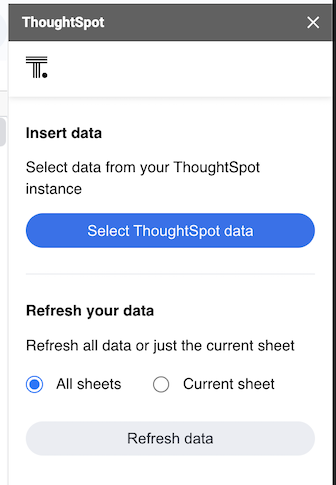 ThoughtSpot
T.
Insert data
Select data from your ThoughtSpot
instance
Select ThoughtSpot data
Refresh your data
Refresh all data or just the current sheet
All sheets Current sheet
Refresh data